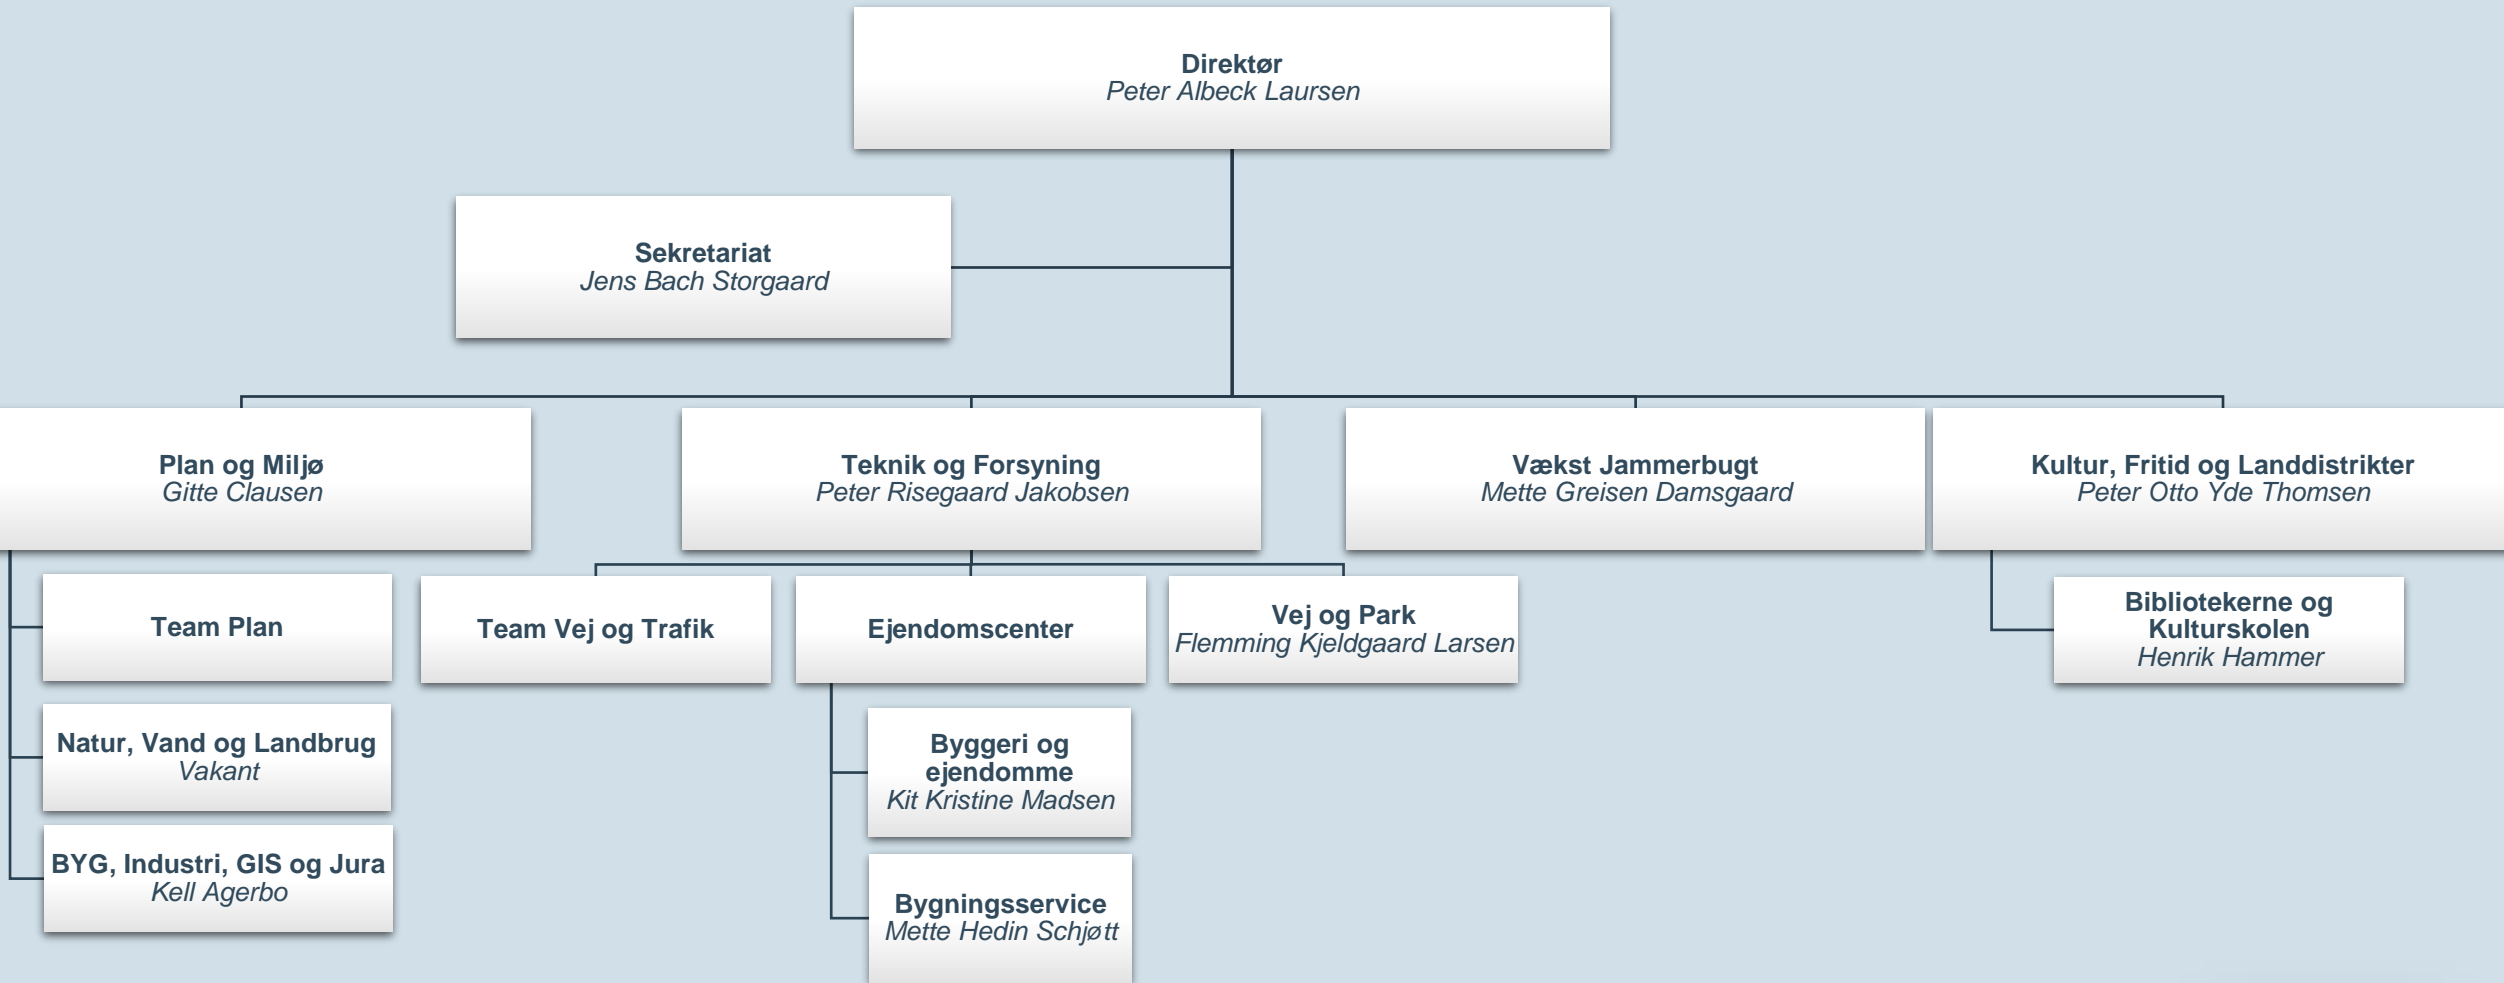 Direktør
Peter Albeck Laursen
Sekretariat
Jens Bach Storgaard
Plan og Miljø
Gitte Clausen
Teknik og Forsyning
Peter Risegaard Jakobsen
Vækst Jammerbugt
Mette Greisen Damsgaard
Kultur, Fritid og Landdistrikter
Peter Otto Yde Thomsen
Team Plan
Natur, Vand og Landbrug
Vakant
BYG, Industri, GIS og Jura
Kell Agerbo
Team Vej og Trafik
Ejendomscenter
Byggeri og
ejendomme
Kit Kristine Madsen
Bygningsservice
Mette Hedin Schjøtt
Vej og Park
Flemming Kjeldgaard Larsen
Bibliotekerne og
Kulturskolen
Henrik Hammer